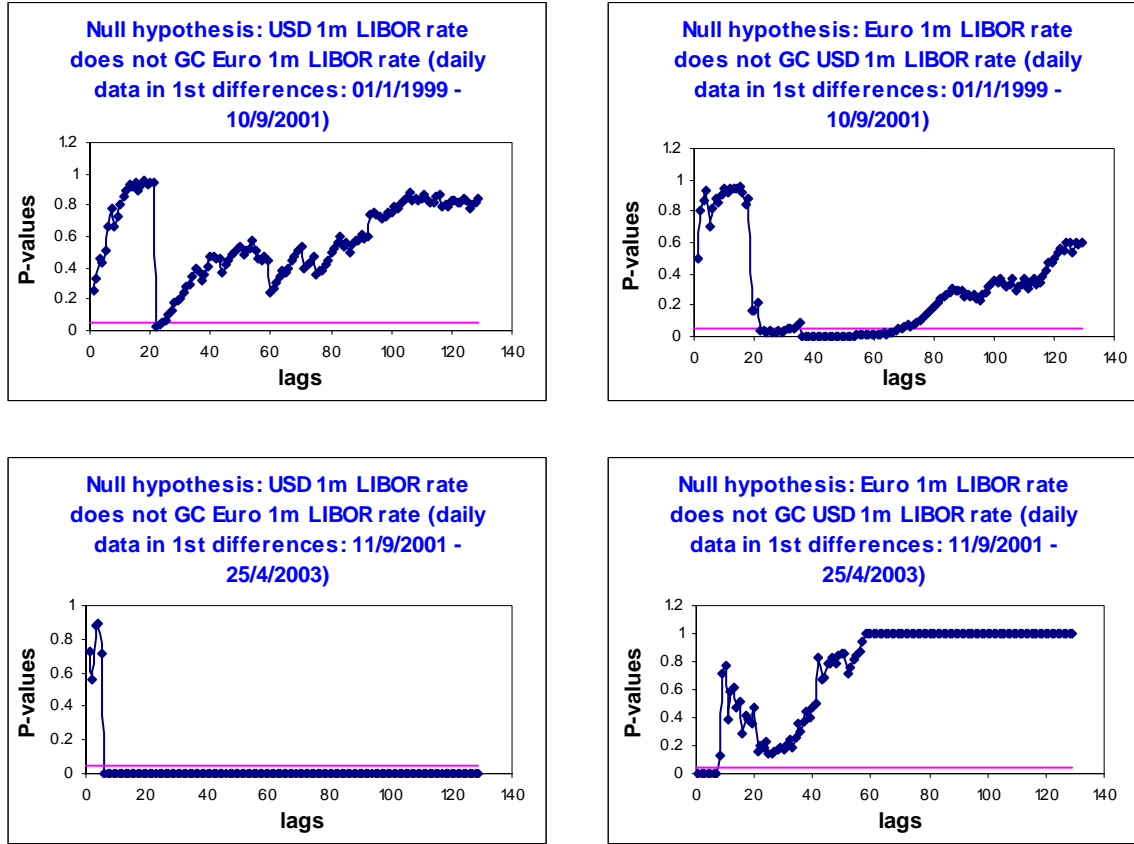 Null hypothesis: USD 1m LIBOR rate
does not GC Euro 1m LIBOR rate (daily
data in 1st differences: 01/1/1999 -
10/9/2001)
1.2
1
0.8
0.6
0.4
0.2
0
P-values
0 20 40 60 80 100 120 140
lags
Null hypothesis: Euro 1m LIBOR rate
does not GC USD 1m LIBOR rate (daily
data in 1st differences: 01/1/1999 -
10/9/2001)
1.2
1
0.8
0.6
0.4
0.2
0
P-values
0 20 40 60 80 100 120 140
lags
Null hypothesis: USD 1m LIBOR rate
does not GC Euro 1m LIBOR rate (daily
data in 1st differences: 11/9/2001 -
25/4/2003)
1
0.8
0.6
0.4
0.2
0
P-values
0 20 40 60 80 100 120 140
lags
Null hypothesis: Euro 1m LIBOR rate
does not GC USD 1m LIBOR rate (daily
data in 1st differences: 11/9/2001 -
25/4/2003)
1.2
1
0.8
0.6
0.4
0.2
0
P-values
0 20 40 60 80 100 120 140
lags